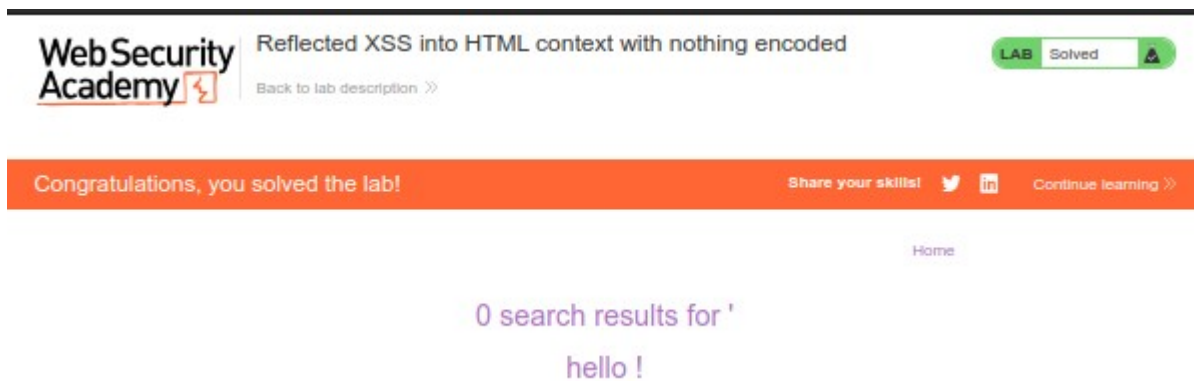 Web Security
Academy
Reflected XSS into HTML context with nothing encoded
LAB Solved
Back to lab description >>
Congratulations, you solved the lab!
Share your skills!
in
Continue learning >>
Home
0 search results for '
hello !